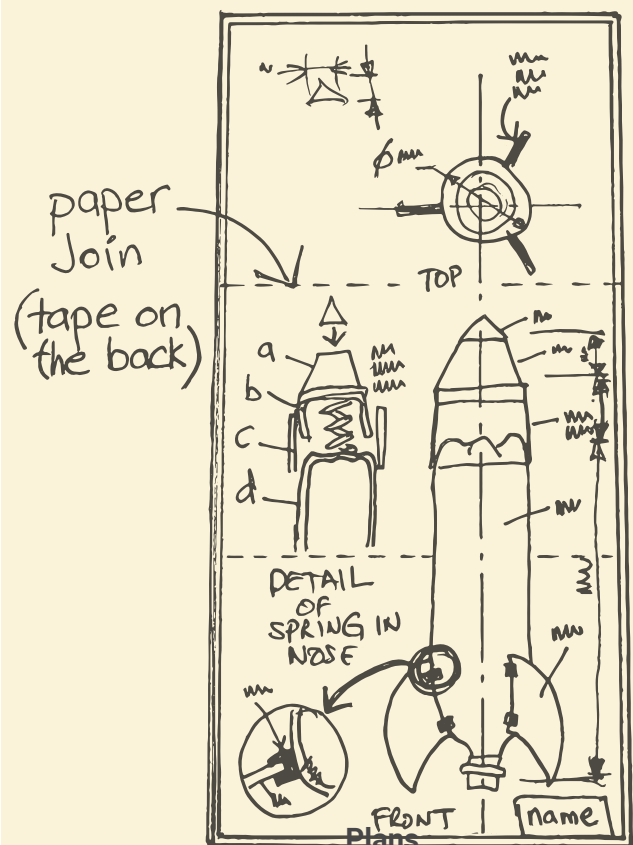 paper
Join
(tape on
the back)
Ø
TOP
a
b
c
d
DETAIL
OF
SPRING IN
NOSE
FRONT
name
Plans